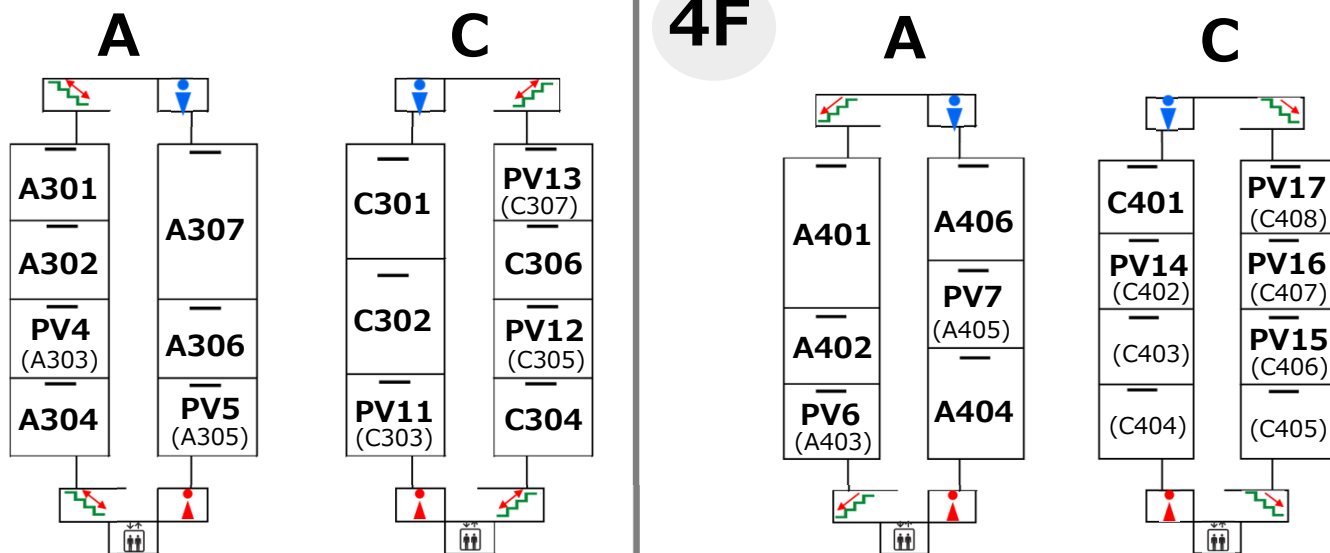 A
C
A301
A302
PV4
(A303)
A304
A307
A306
PV5
(A305)
C301
C302
PV11
(C303)
PV13
(C307)
C306
PV12
(C305)
C304
4F
A
C
A401
A402
PV6
(A403)
A406
PV7
(A405)
A404
C401
PV14
(C402)
(C403)
(C404)
PV17
(C408)
PV16
(C407)
PV15
(C406)
(C405)